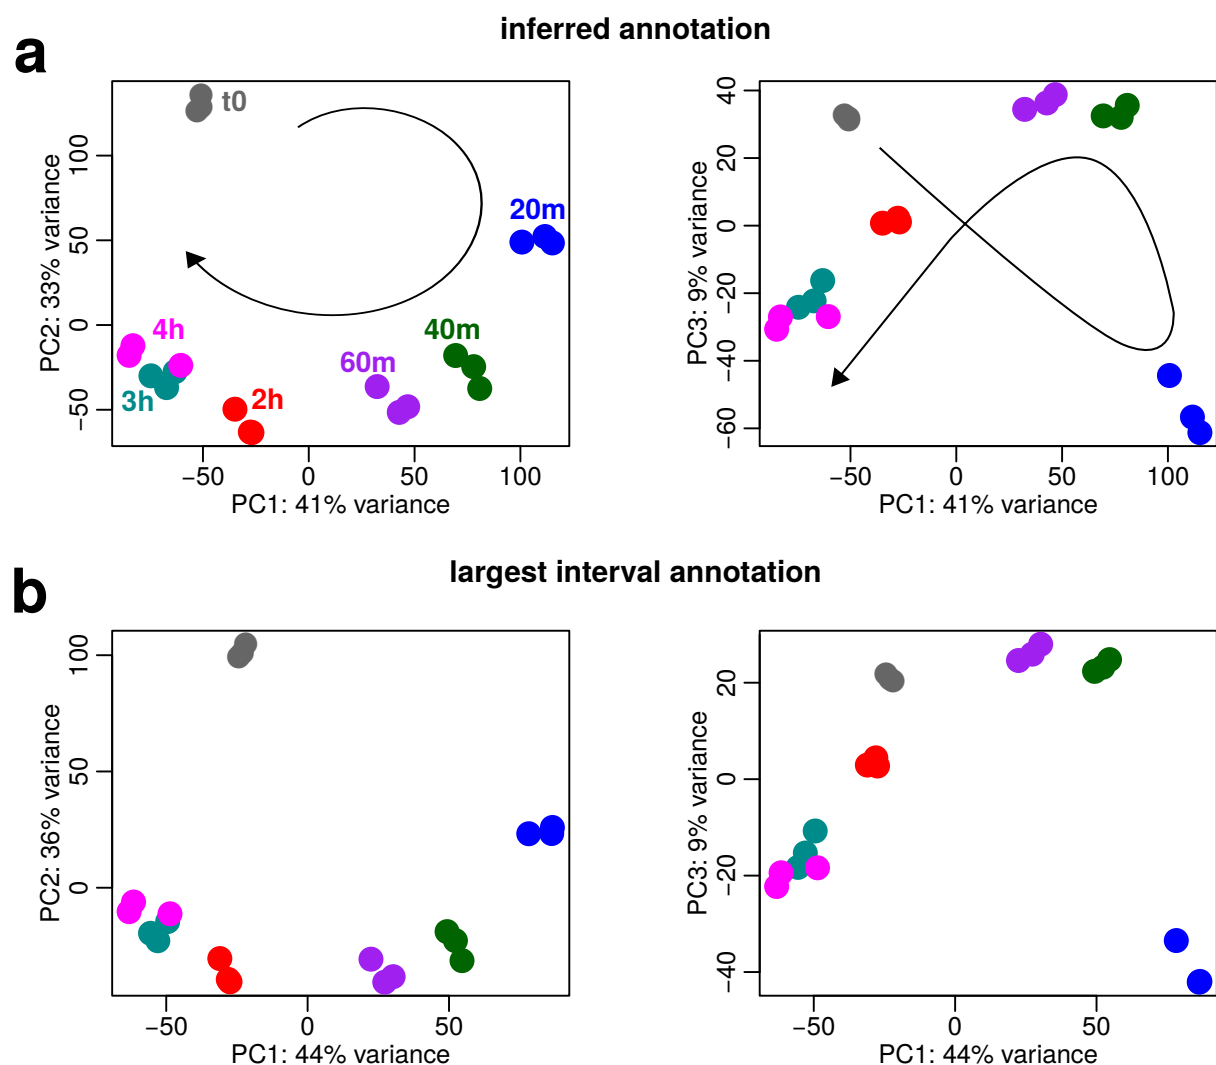 inferred annotation
a
t0
20m
4h
40m
60m
3h
2h
100
50
0
−50
PC2: 33% variance
−50 0 50 100
PC1: 41% variance
40
20
0
−20
−40
−60
PC3: 9% variance
−50 0 50 100
PC1: 41% variance
largest interval annotation
b
100
50
0
PC2: 36% variance
−50 0 50
PC1: 44% variance
20
0
−20
−40
PC3: 9% variance
−50 0 50
PC1: 44% variance